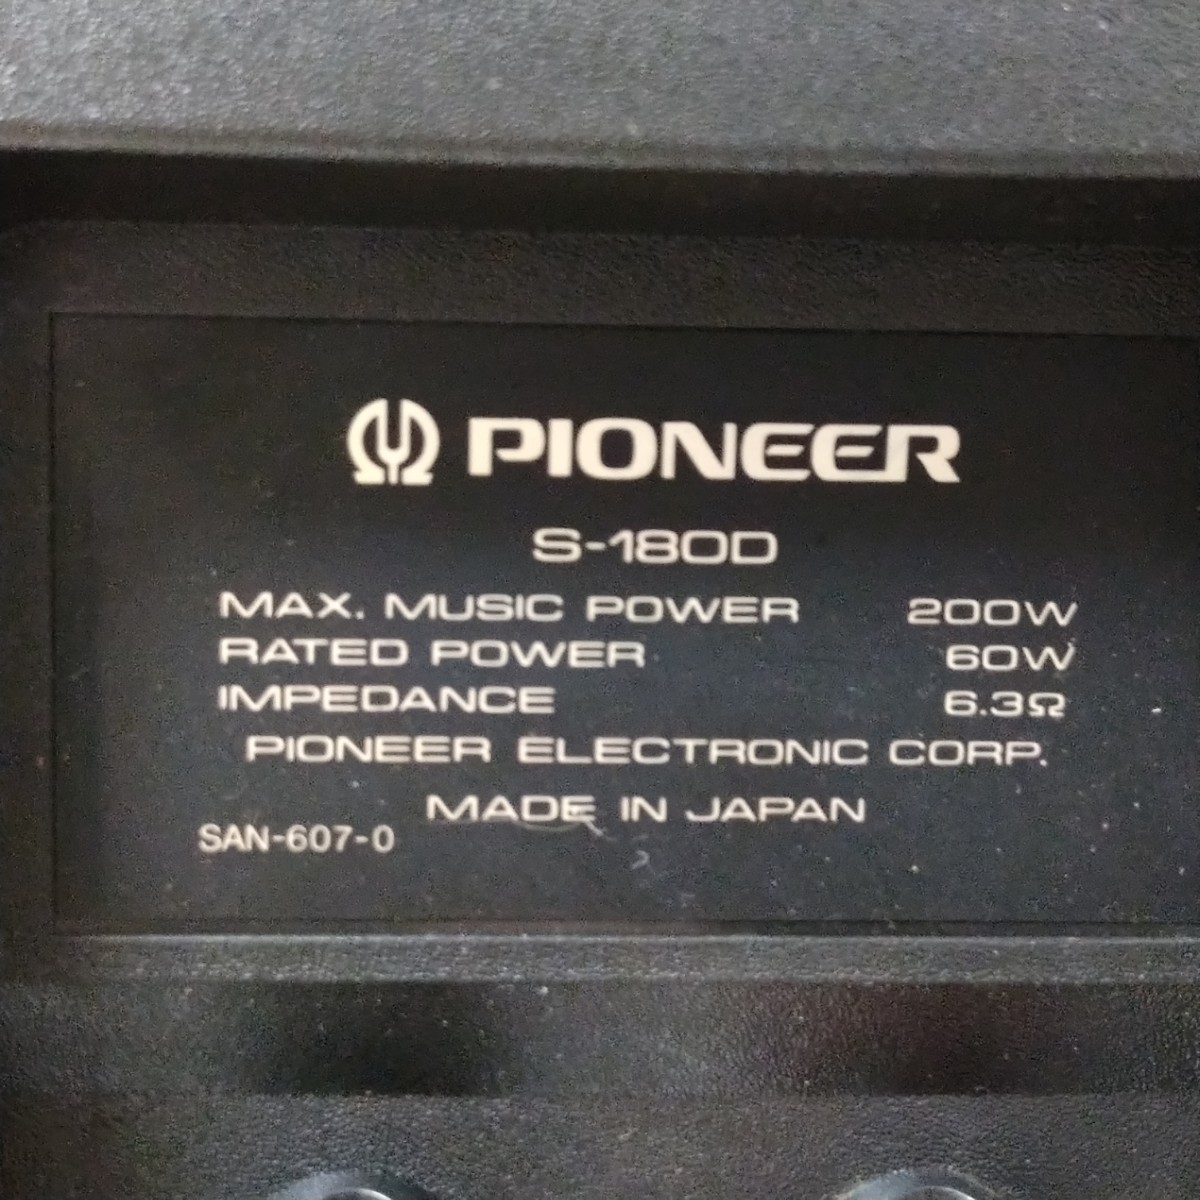 PIONEER
S-180D
MAX. MUSIC POWER 200W
RATED POWER 60W
IMPEDANCE 6.3Ω
PIONEER ELECTRONIC CORP.
MADE IN JAPAN
SAN-607-0